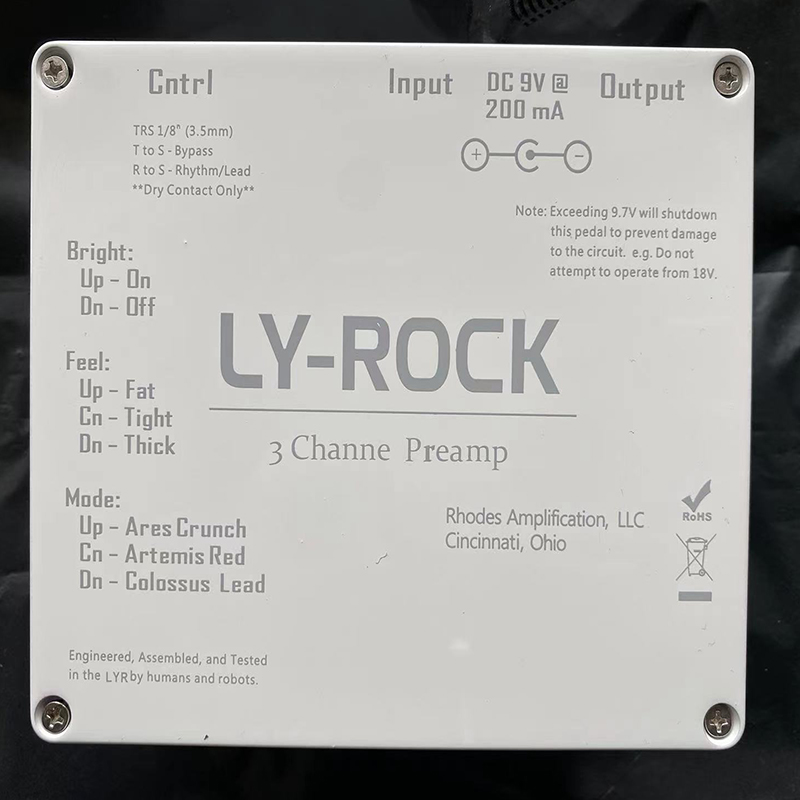 Cntrl
Input
DC 9V @
200 mA
Output
TRS 1/8" (3.5mm)
T to S - Bypass
R to S - Rhythm/Lead
**Dry Contact Only**
+
-
Note: Exceeding 9.7V will shutdown
this pedal to prevent damage
to the circuit. e.g. Do not
attempt to operate from 18V.
Bright:
Up - On
Dn - Off
Feel:
Up - Fat
Cn - Tight
Dn - Thick
LY-ROCK
3 Channe Preamp
Mode:
Up - Ares Crunch
Cn - Artemis Red
Dn - Colossus Lead
Rhodes Amplification, LLC
Cincinnati, Ohio
RoHS
Engineered, Assembled, and Tested
in the LYR by humans and robots.